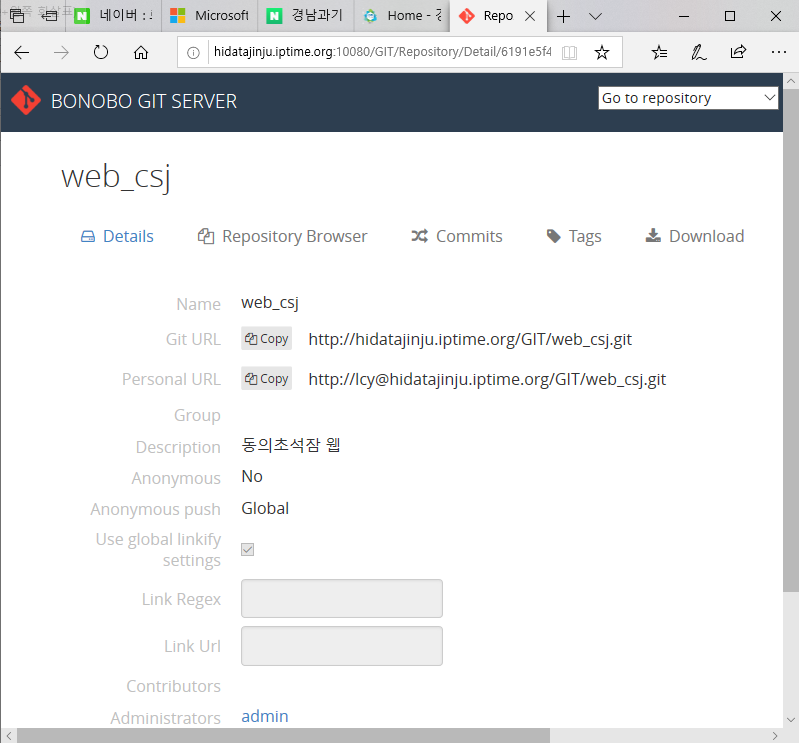 네이버 :
Microsoft
경남과기
Home - 경
Repo
hidatajinju.iptime.org:10080/GIT/Repository/Detail/6191e5f4
BONOBO GIT SERVER
Go to repository
web_csj
Details
Repository Browser
Commits
Tags
Download
Name web_csj
Git URL Copy http://hidatajinju.iptime.org/GIT/web_csj.git
Personal URL Copy http://lcy@hidatajinju.iptime.org/GIT/web_csj.git
Group
Description 동의초석잠 웹
Anonymous No
Anonymous push Global
Use global linkify
settings
Link Regex
Link Url
Contributors
Administrators admin